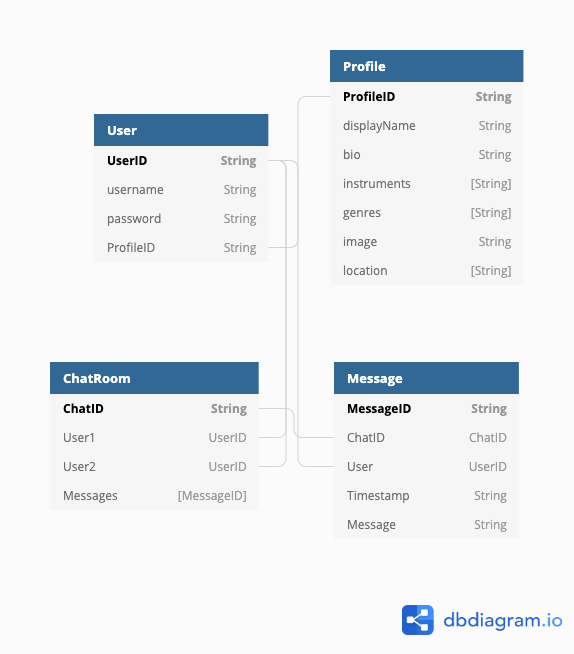 Profile
ProfileID String
displayName String
bio String
instruments [String]
genres [String]
image String
location [String]
User
UserID String
username String
password String
ProfileID String
ChatRoom
ChatID String
User1 UserID
User2 UserID
Messages [MessageID]
Message
MessageID String
ChatID ChatID
User UserID
Timestamp String
Message String
dbdiagram.io